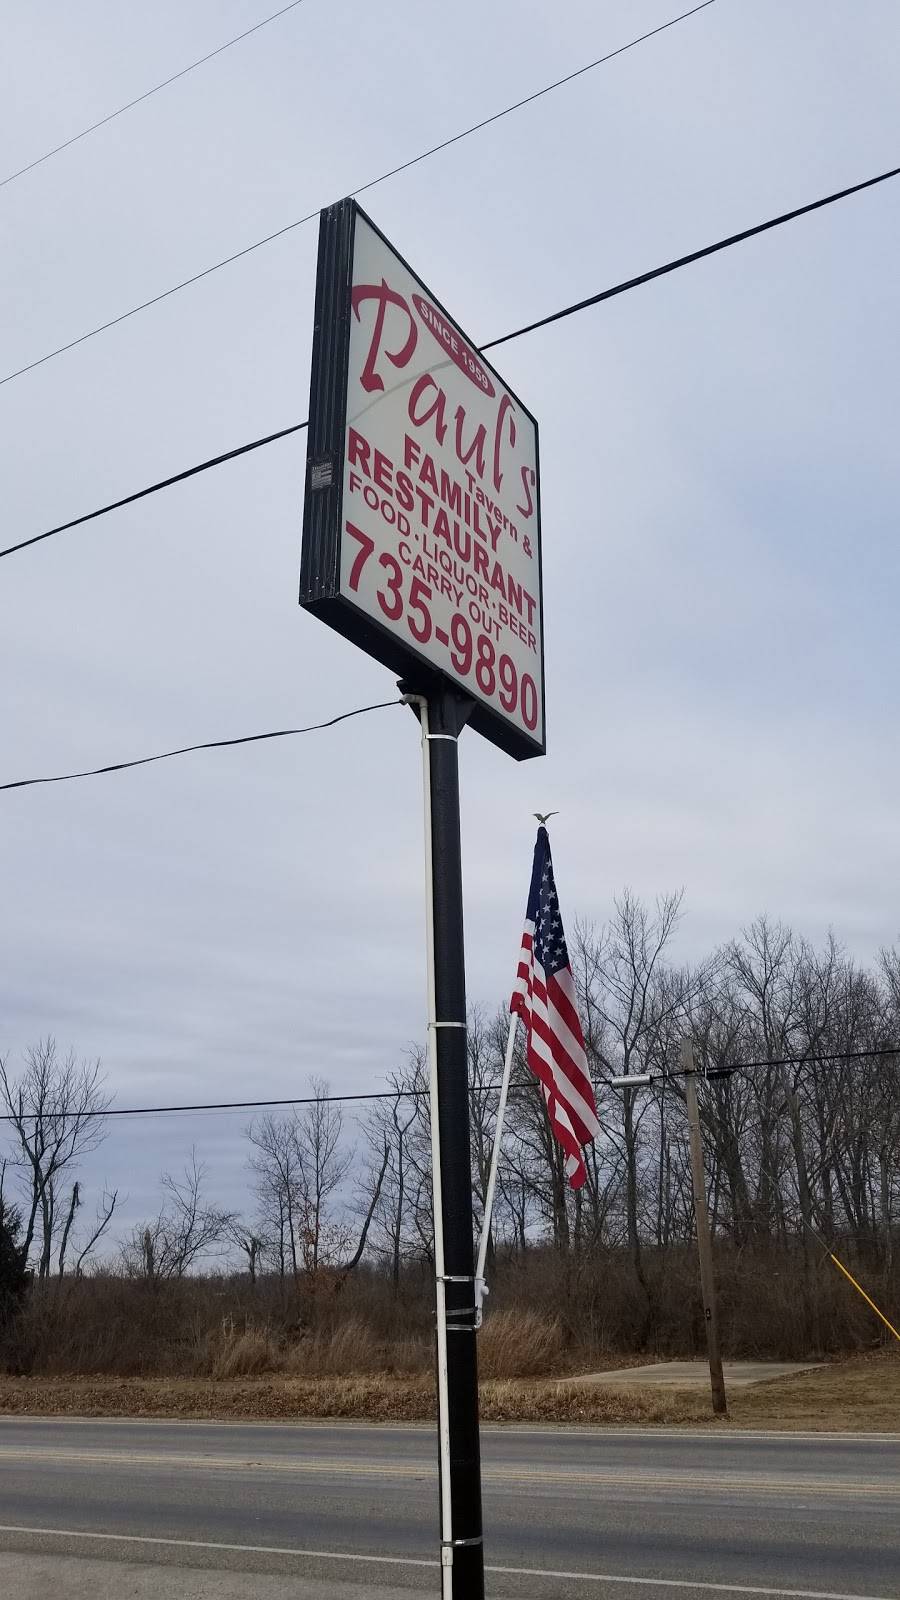 SINCE 1959
Paul's
Tavern &
FAMILY
RESTAURANT
FOOD · LIQUOR · BEER
CARRY OUT
735-9890